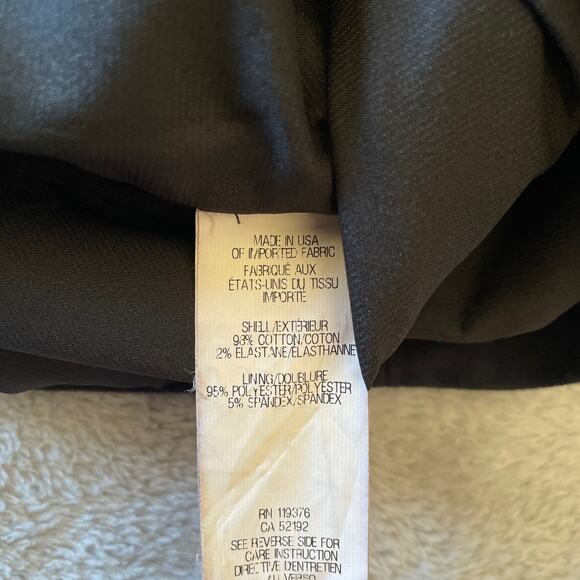 MADE IN USA
OF IMPORTED FABRIC
FABRIQUÉ AUX
ÉTATS-UNIS DU TISSU
IMPORTE
SHELL/EXTÉRIEUR
98% COTTON/COTON
2% ELASTANE/ÉLASTHANNE
LINING/DOUBLURE
95% POLYESTER/POLYESTER
5% SPANDEX/SPANDEX
RN 119376
CA 52192
SEE REVERSE SIDE FOR
CARE INSTRUCTION
DIRECTIVE D'ENTRETIEN
AU VERSO